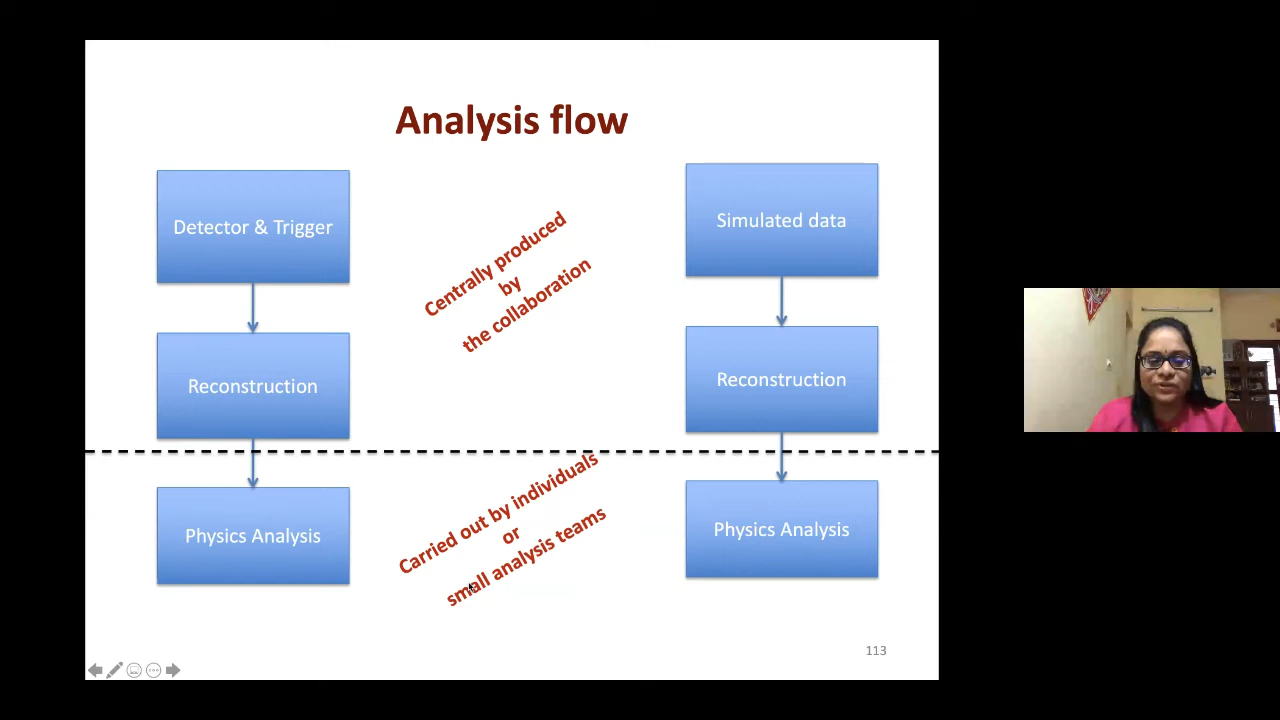 Analysis flow
Detector & Trigger
Simulated data
Centrally produced
by
the collaboration
Reconstruction
Reconstruction
Carried out by individuals
or
small analysis teams
Physics Analysis
Physics Analysis
113